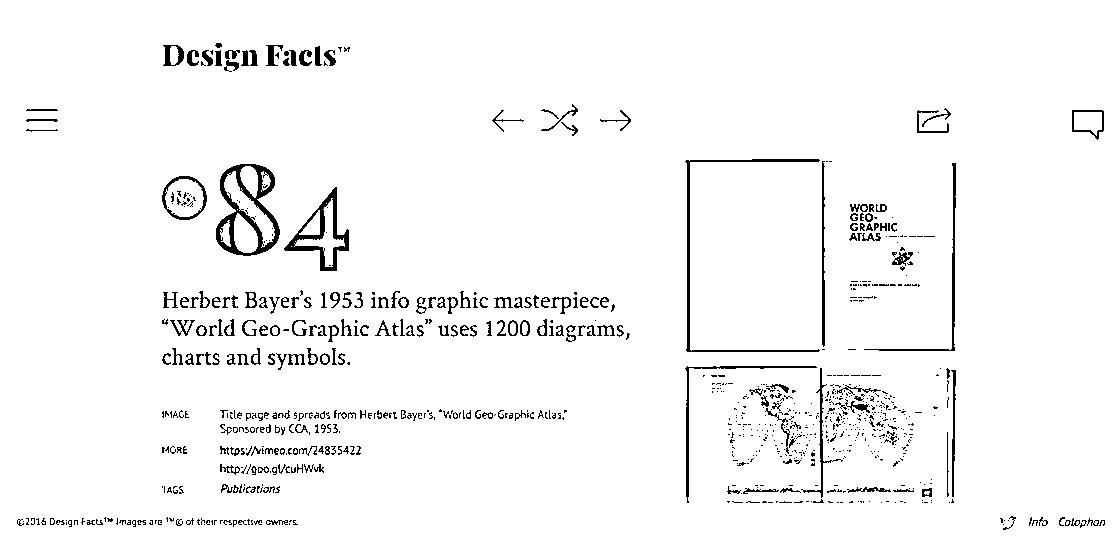 Design Facts™
84
Herbert Bayer's 1953 info graphic masterpiece,
“World Geo-Graphic Atlas” uses 1200 diagrams,
charts and symbols.
IMAGE Title page and spreads from Herbert Bayer's, "World Geo-Graphic Atlas,"
Sponsored by CCA, 1953.
MORE https://vimeo.com/24835422
http://goo.gl/cuHWvk
TAGS Publications
WORLD
GEO-
GRAPHIC
ATLAS
©2016 Design Facts™ Images are ™© of their respective owners.
Info Colophon